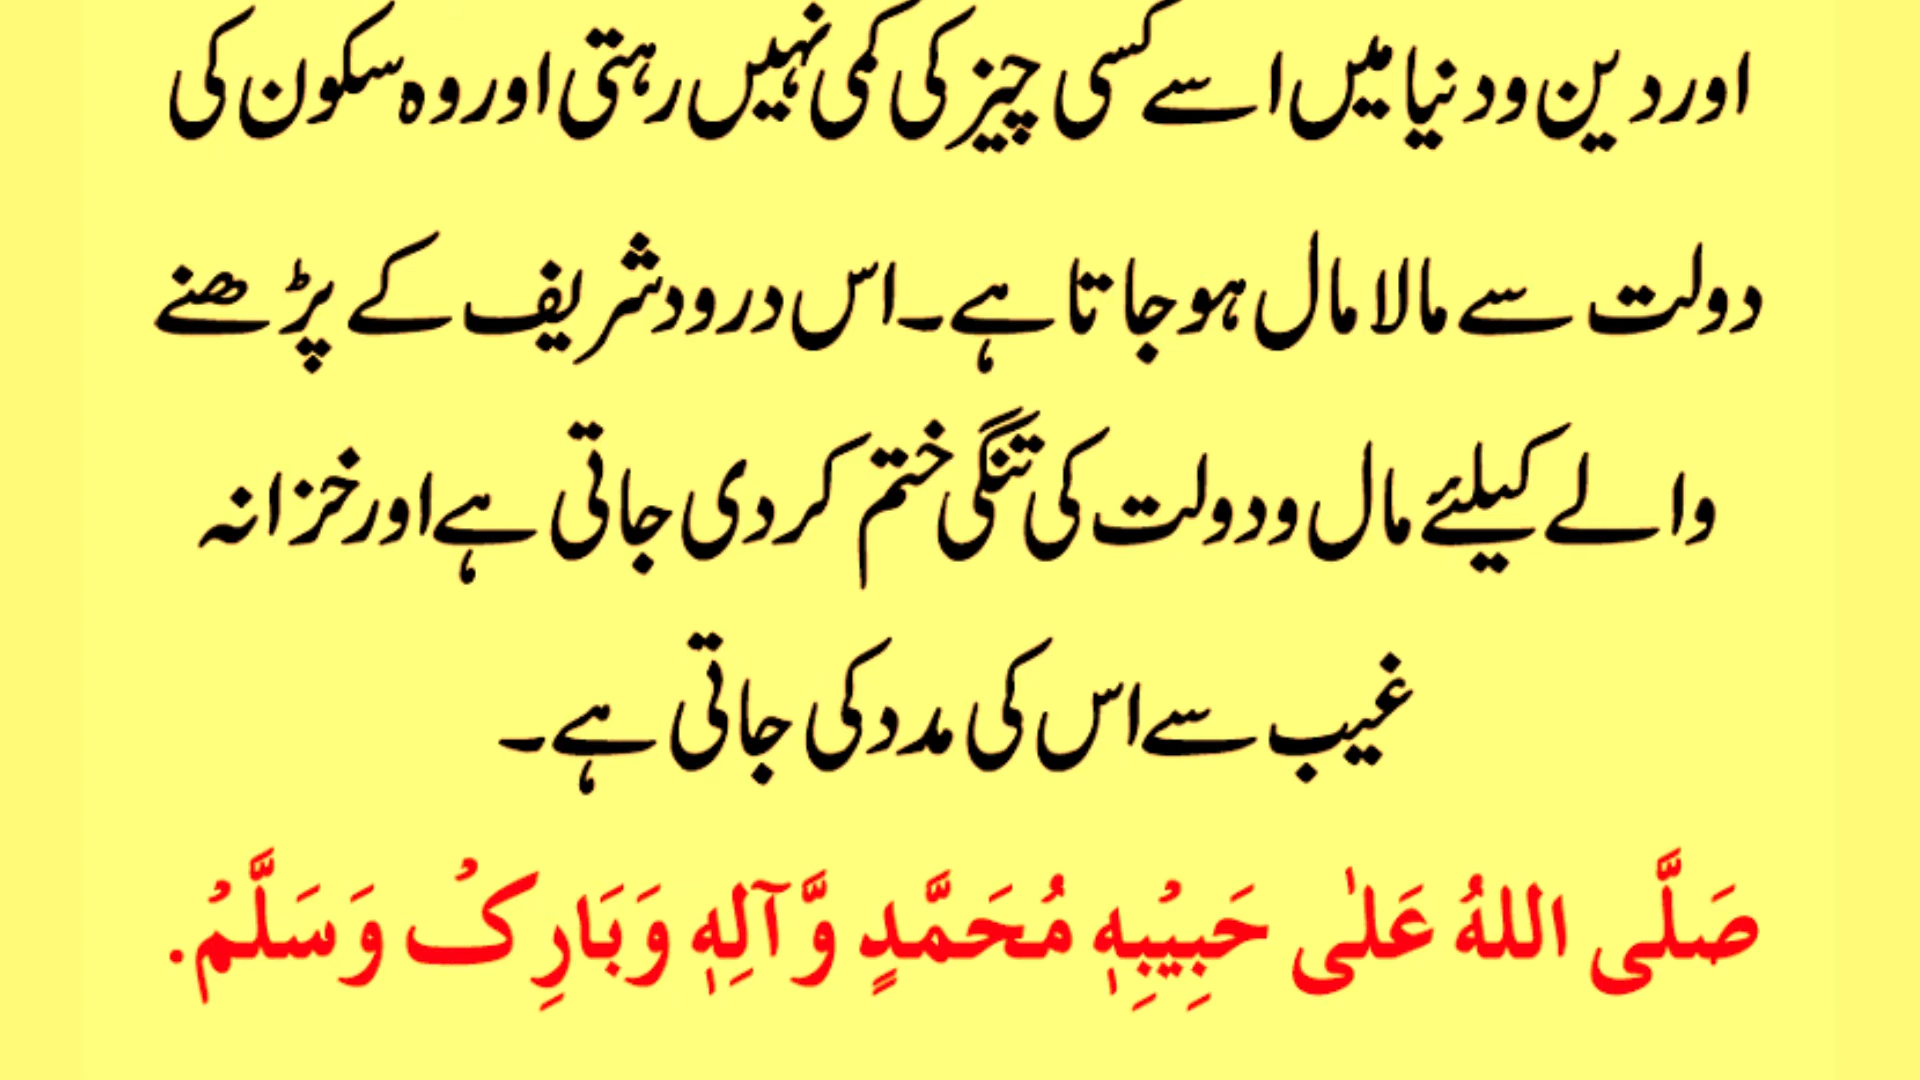 اور دین و دنیا میں اسے کسی چیز کی کمی نہیں رہتی اور وہ سکون کی
دولت سے مالا مال ہو جاتا ہے۔ اس درود شریف کے پڑھنے
والے کیلئے مال و دولت کی تنگی ختم کر دی جاتی ہے اور خزانہ
غیب سے اس کی مدد کی جاتی ہے۔
صَلَّی اللهُ عَلٰی حَبِیْبِہٖ مُحَمَّدٍ وَّآلِہٖ وَبَارِکْ وَسَلَّمْ.